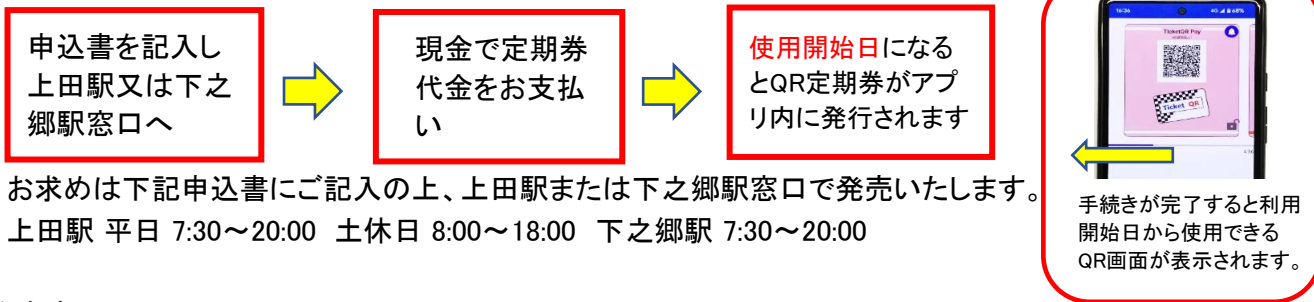 申込書を記入し
上田駅又は下之
郷駅窓口へ
現金で定期券
代金をお支払
い
使用開始日になる
とQR定期券がアプ
リ内に発行されます
16:34
4G 68%
TicketQR Pay
Ticket QR
手続きが完了すると利用
開始日から使用できる
QR画面が表示されます。
お求めは下記申込書にご記入の上、上田駅または下之郷駅窓口で発売いたします。
上田駅 平日 7:30～20:00 土休日 8:00～18:00 下之郷駅 7:30～20:00